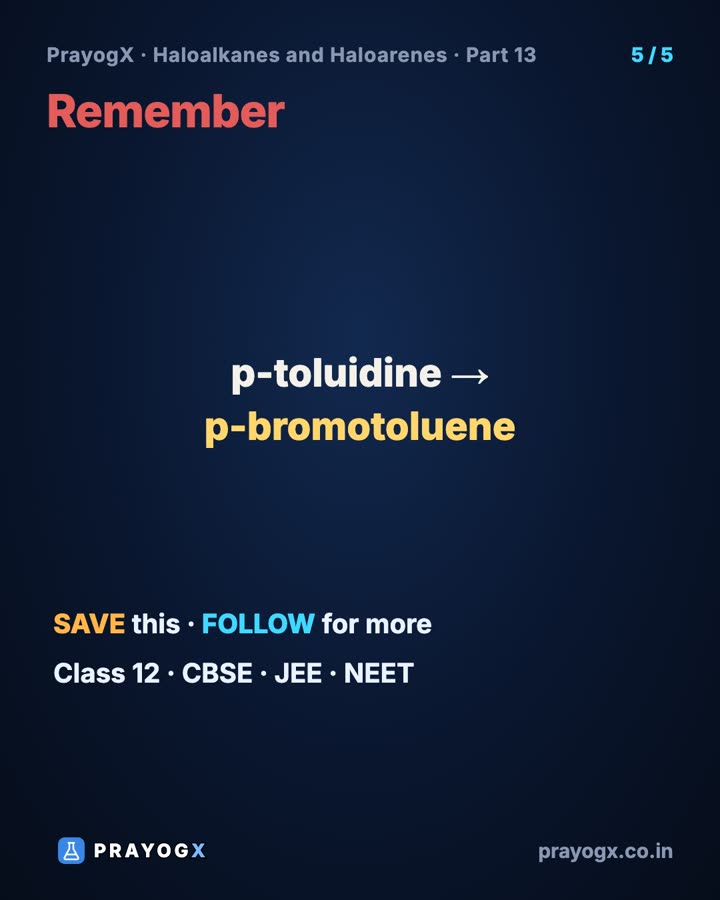 PrayogX · Haloalkanes and Haloarenes · Part 13
5 / 5
Remember
p-toluidine →
p-bromotoluene
SAVE this · FOLLOW for more
Class 12 · CBSE · JEE · NEET
PRAYOGX
prayogx.co.in